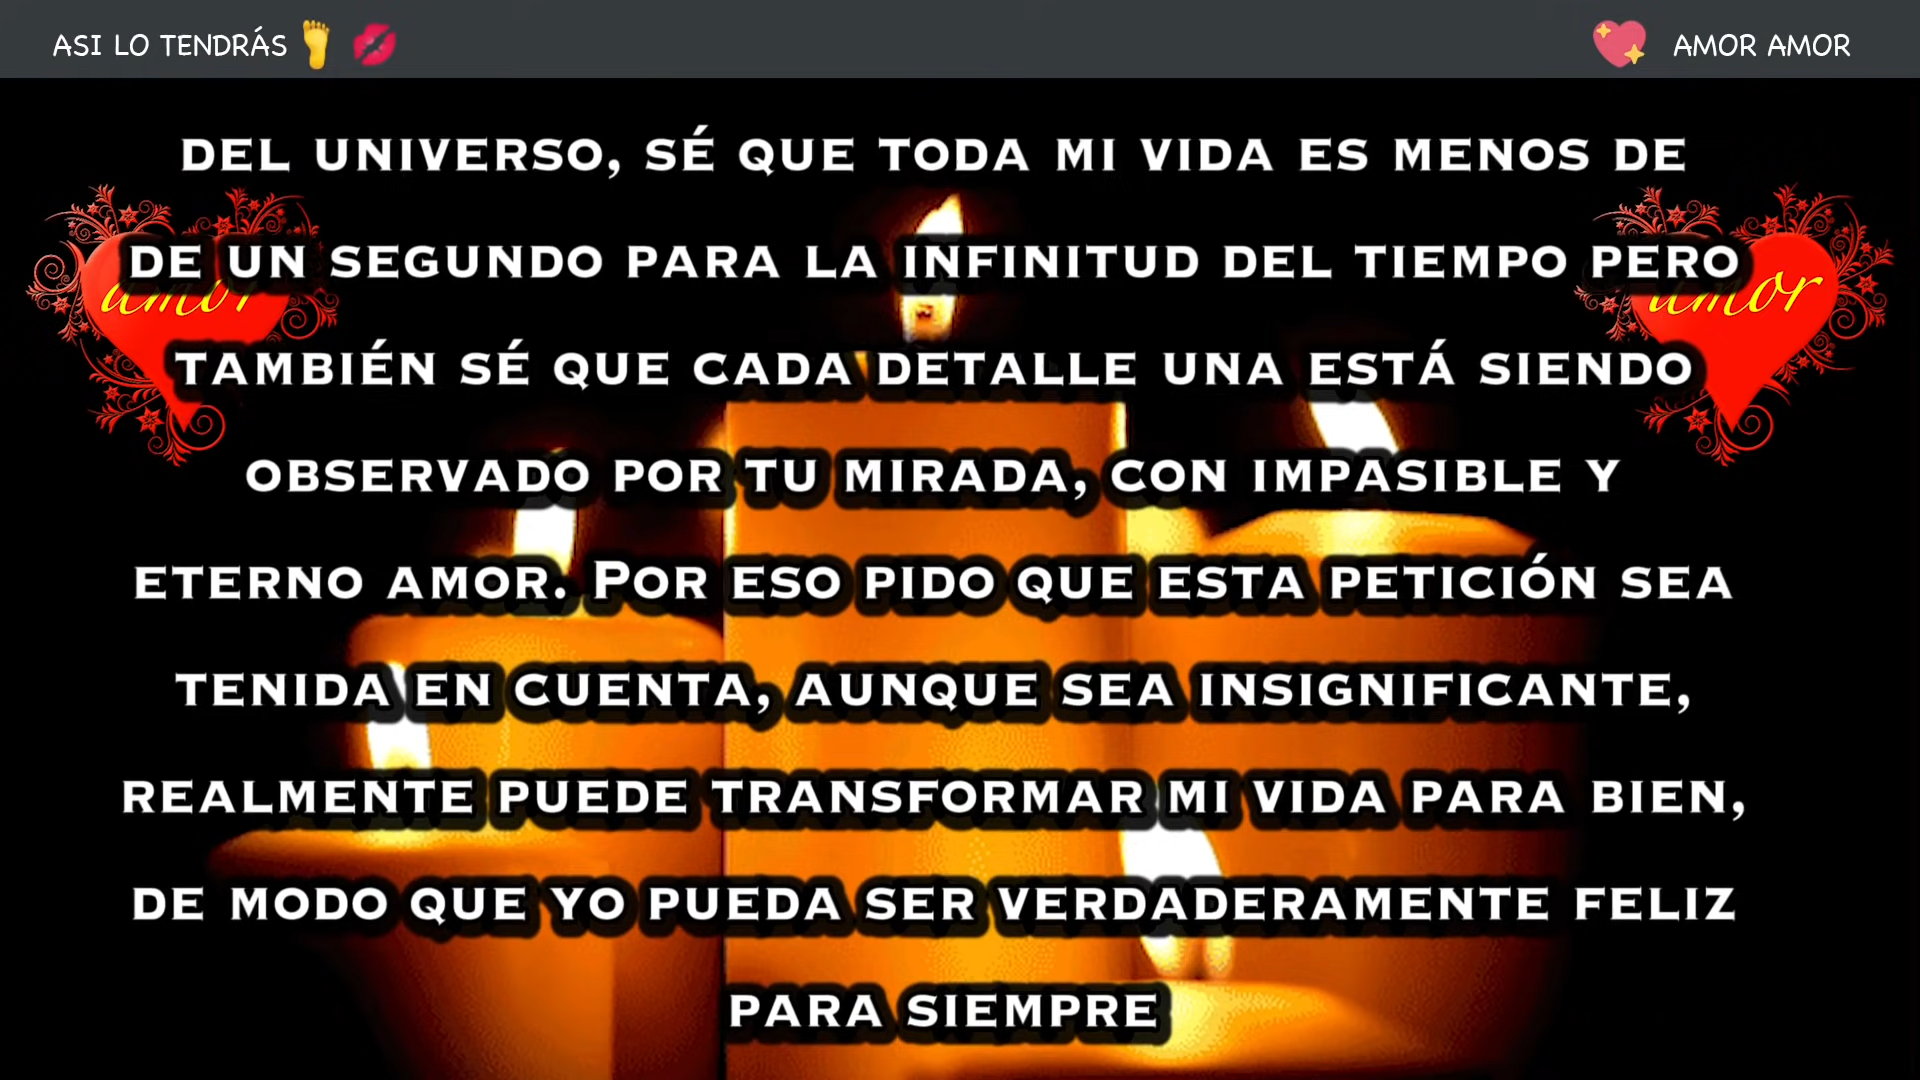 ASI LO TENDRÁS AMOR AMOR
DEL UNIVERSO, SÉ QUE TODA MI VIDA ES MENOS DE
DE UN SEGUNDO PARA LA INFINITUD DEL TIEMPO PERO
amor amor
TAMBIÉN SÉ QUE CADA DETALLE UNA ESTÁ SIENDO
OBSERVADO POR TU MIRADA, CON IMPASIBLE Y
ETERNO AMOR. POR ESO PIDO QUE ESTA PETICIÓN SEA
TENIDA EN CUENTA, AUNQUE SEA INSIGNIFICANTE,
REALMENTE PUEDE TRANSFORMAR MI VIDA PARA BIEN,
DE MODO QUE YO PUEDA SER VERDADERAMENTE FELIZ
PARA SIEMPRE